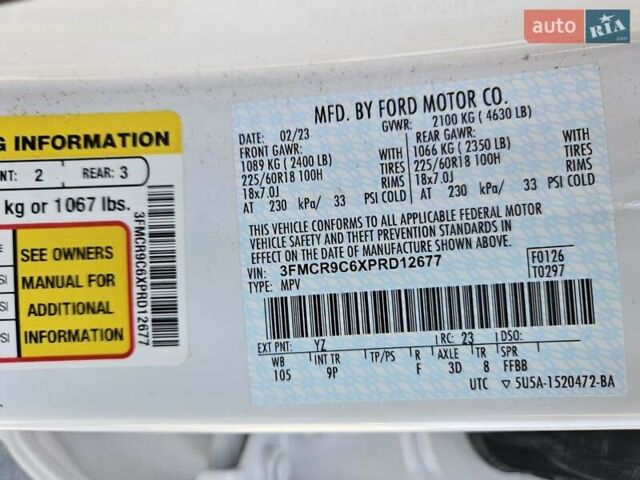 auto RIA.com
G INFORMATION
NT: 2 REAR: 3
kg or 1067 lbs.
SEE OWNERS
MANUAL FOR
ADDITIONAL
INFORMATION
3FMCR9C6XPRD12677
MFD. BY FORD MOTOR CO.
DATE: 02/23 GVWR: 2100 KG ( 4630 LB)
FRONT GAWR: REAR GAWR:
1089 KG ( 2400 LB) 1066 KG ( 2350 LB)
225/60R18 100H TIRES 225/60R18 100H TIRES
18x7.0J RIMS 18x7.0J RIMS
AT 230 kPa/ 33 PSI COLD AT 230 kPa/ 33 PSI COLD
THIS VEHICLE CONFORMS TO ALL APPLICABLE FEDERAL MOTOR
VEHICLE SAFETY AND THEFT PREVENTION STANDARDS IN
EFFECT ON THE DATE OF MANUFACTURE SHOWN ABOVE.
VIN: 3FMCR9C6XPRD12677 F0126
TYPE: MPV T0297
EXT PNT: YZ RC: 23 DSO:
WB INT TR TP/PS R AXLE TR SPR
105 9P F 3D 8 FFBB
UTC ▽ 5U5A-1520472-BA